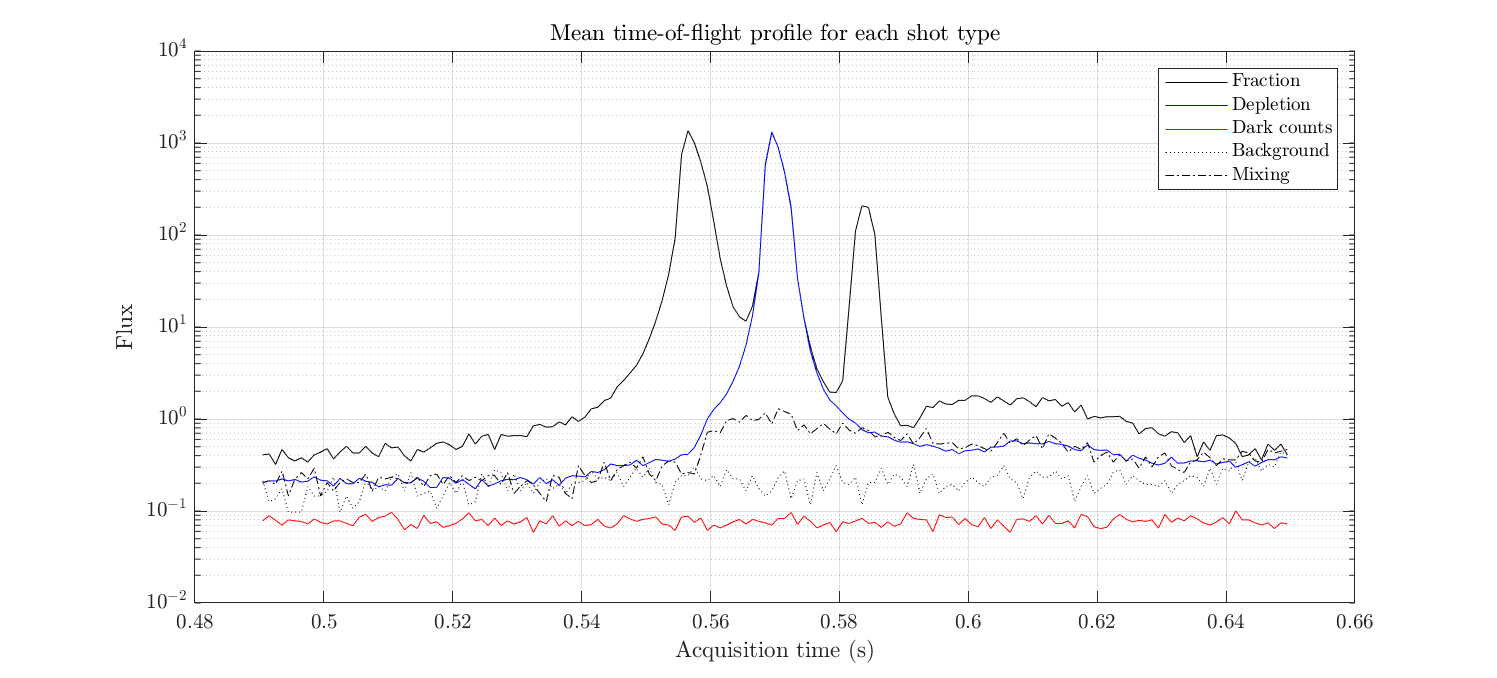 Mean time-of-flight profile for each shot type
10^4
10^3
10^2
10^1
10^0
10^-1
10^-2
Flux
0.48 0.5 0.52 0.54 0.56 0.58 0.6 0.62 0.64 0.66
Acquisition time (s)
Fraction
Depletion
Dark counts
Background
Mixing